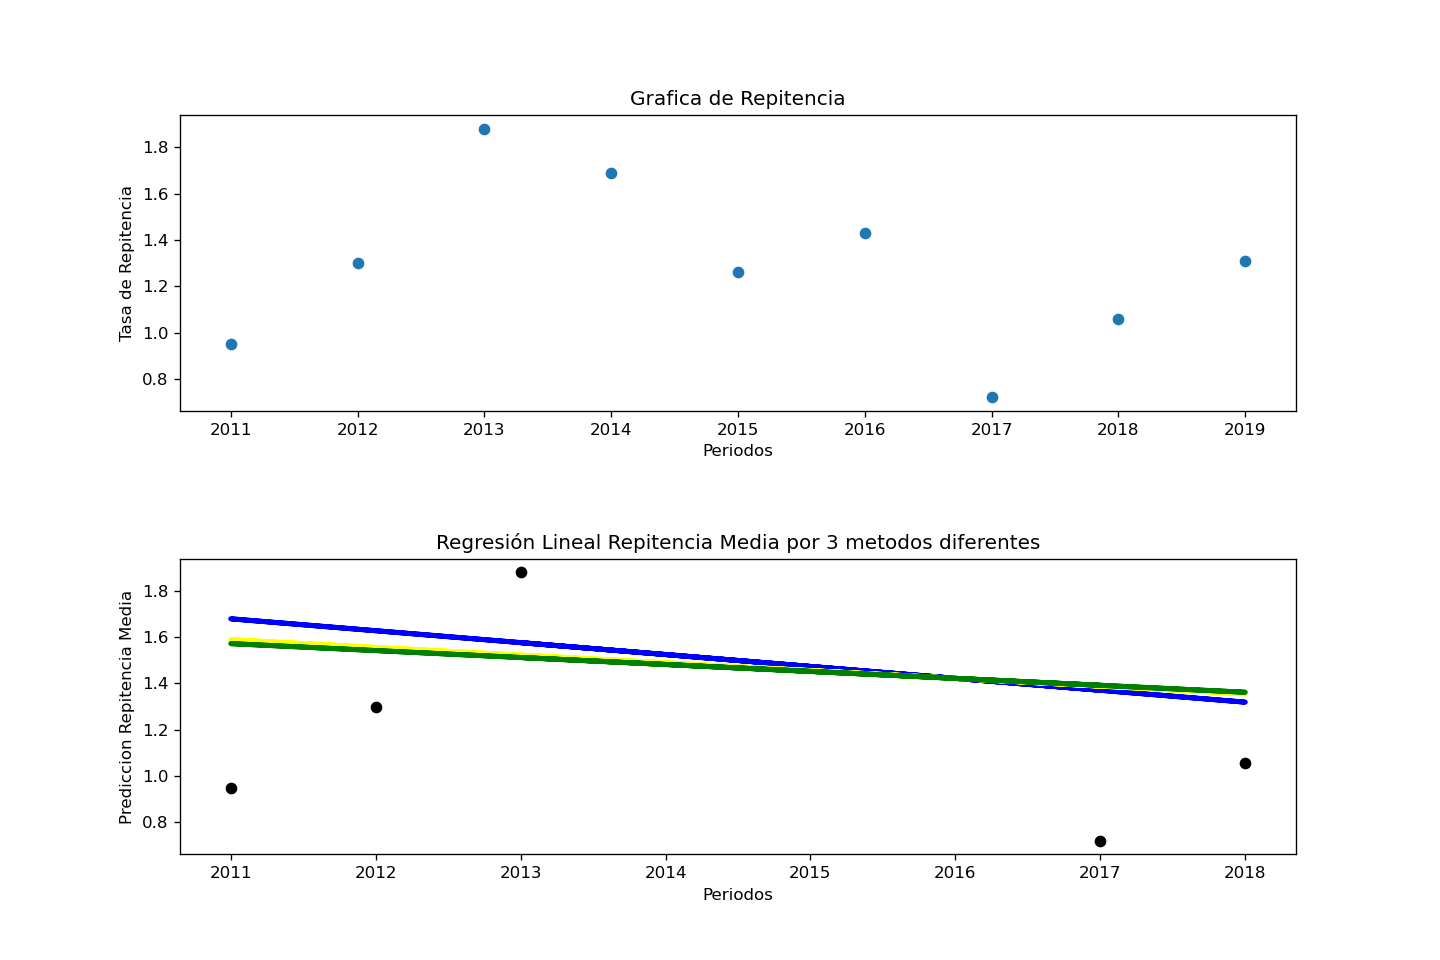 Grafica de Repitencia
Tasa de Repitencia
1.8
1.6
1.4
1.2
1.0
0.8
2011 2012 2013 2014 2015 2016 2017 2018 2019
Periodos
Regresión Lineal Repitencia Media por 3 metodos diferentes
Prediccion Repitencia Media
1.8
1.6
1.4
1.2
1.0
0.8
2011 2012 2013 2014 2015 2016 2017 2018
Periodos